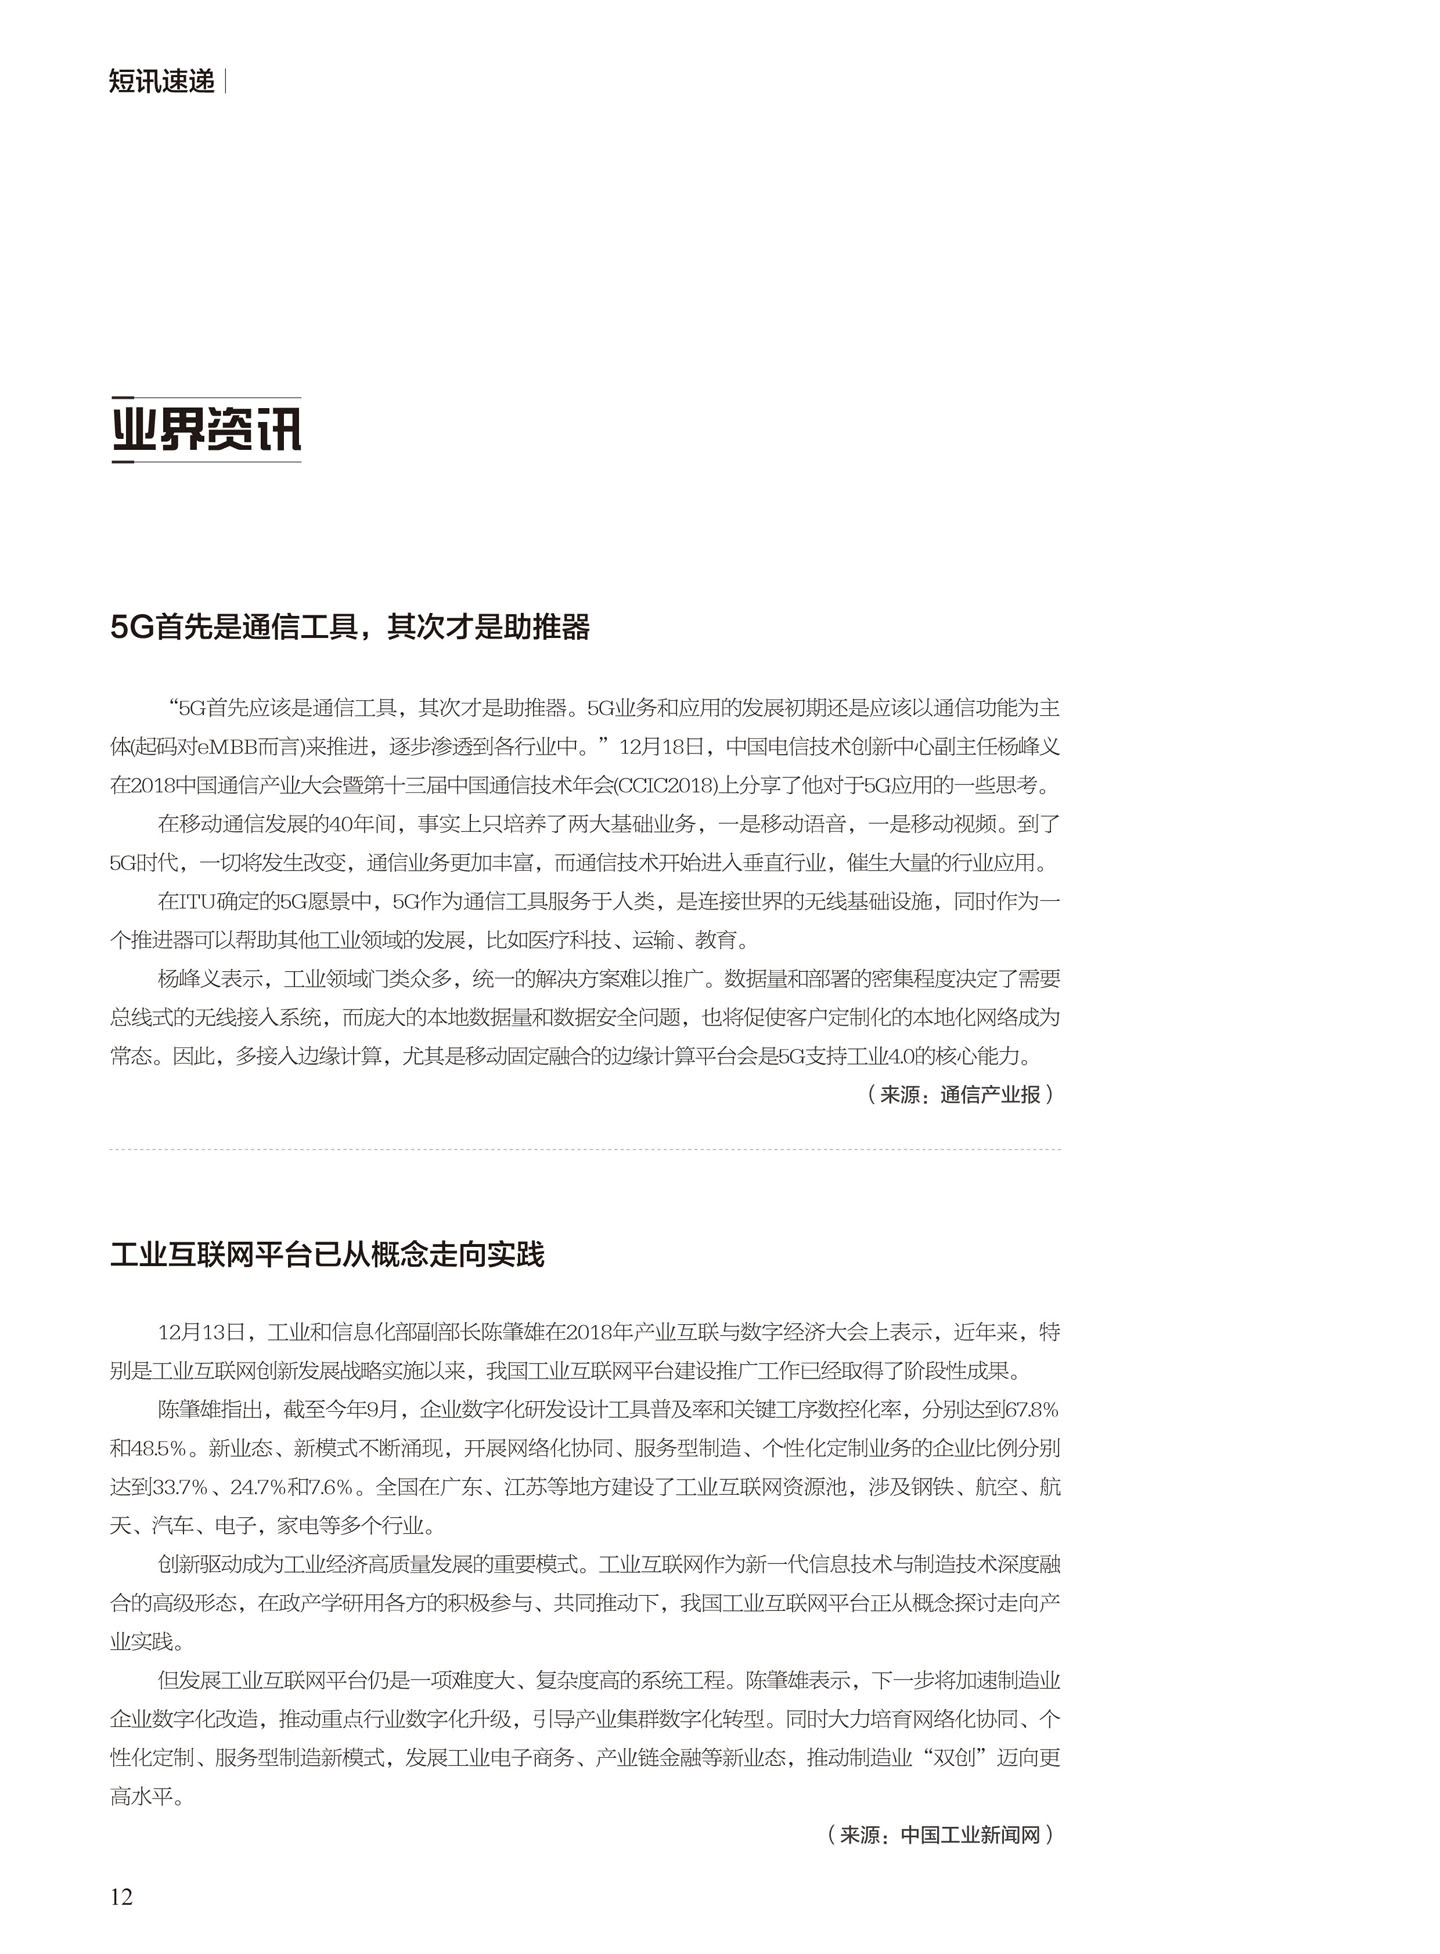 短讯速递
业界资讯
5G首先是通信工具，其次才是助推器
“5G首先应该是通信工具，其次才是助推器。5G业务和应用的发展初期还是应该以通信功能为主
体(起码对eMBB而言)来推进，逐步渗透到各行业中。”12月18日，中国电信技术创新中心副主任杨峰义
在2018中国通信产业大会暨第十三届中国通信技术年会(CCIC2018)上分享了他对于5G应用的一些思考。
在移动通信发展的40年间，事实上只培养了两大基础业务，一是移动语音，一是移动视频。到了
5G时代，一切将发生改变，通信业务更加丰富，而通信技术开始进入垂直行业，催生大量的行业应用。
在ITU确定的5G愿景中，5G作为通信工具服务于人类，是连接世界的无线基础设施，同时作为一
个推进器可以帮助其他工业领域的发展，比如医疗科技、运输、教育。
杨峰义表示，工业领域门类众多，统一的解决方案难以推广。数据量和部署的密集程度决定了需要
总线式的无线接入系统，而庞大的本地数据量和数据安全问题，也将促使客户定制化的本地化网络成为
常态。因此，多接入边缘计算，尤其是移动固定融合的边缘计算平台会是5G支持工业4.0的核心能力。
（来源：通信产业报）
工业互联网平台已从概念走向实践
12月13日，工业和信息化部副部长陈肇雄在2018年产业互联与数字经济大会上表示，近年来，特
别是工业互联网创新发展战略实施以来，我国工业互联网平台建设推广工作已经取得了阶段性成果。
陈肇雄指出，截至今年9月，企业数字化研发设计工具普及率和关键工序数控化率，分别达到67.8%
和48.5%。新业态、新模式不断涌现，开展网络化协同、服务型制造、个性化定制业务的企业比例分别
达到33.7%、24.7%和7.6%。全国在广东、江苏等地方建设了工业互联网资源池，涉及钢铁、航空、航
天、汽车、电子，家电等多个行业。
创新驱动成为工业经济高质量发展的重要模式。工业互联网作为新一代信息技术与制造技术深度融
合的高级形态，在政产学研用各方的积极参与、共同推动下，我国工业互联网平台正从概念探讨走向产
业实践。
但发展工业互联网平台仍是一项难度大、复杂度高的系统工程。陈肇雄表示，下一步将加速制造业
企业数字化改造，推动重点行业数字化升级，引导产业集群数字化转型。同时大力培育网络化协同、个
性化定制、服务型制造新模式，发展工业电子商务、产业链金融等新业态，推动制造业“双创”迈向更
高水平。
（来源：中国工业新闻网）
12